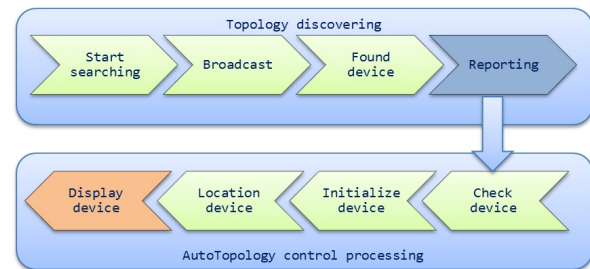 Topology discovering
Start
searching
Broadcast
Found
device
Reporting
Display
device
Location
device
Initialize
device
Check
device
AutoTopology control processing